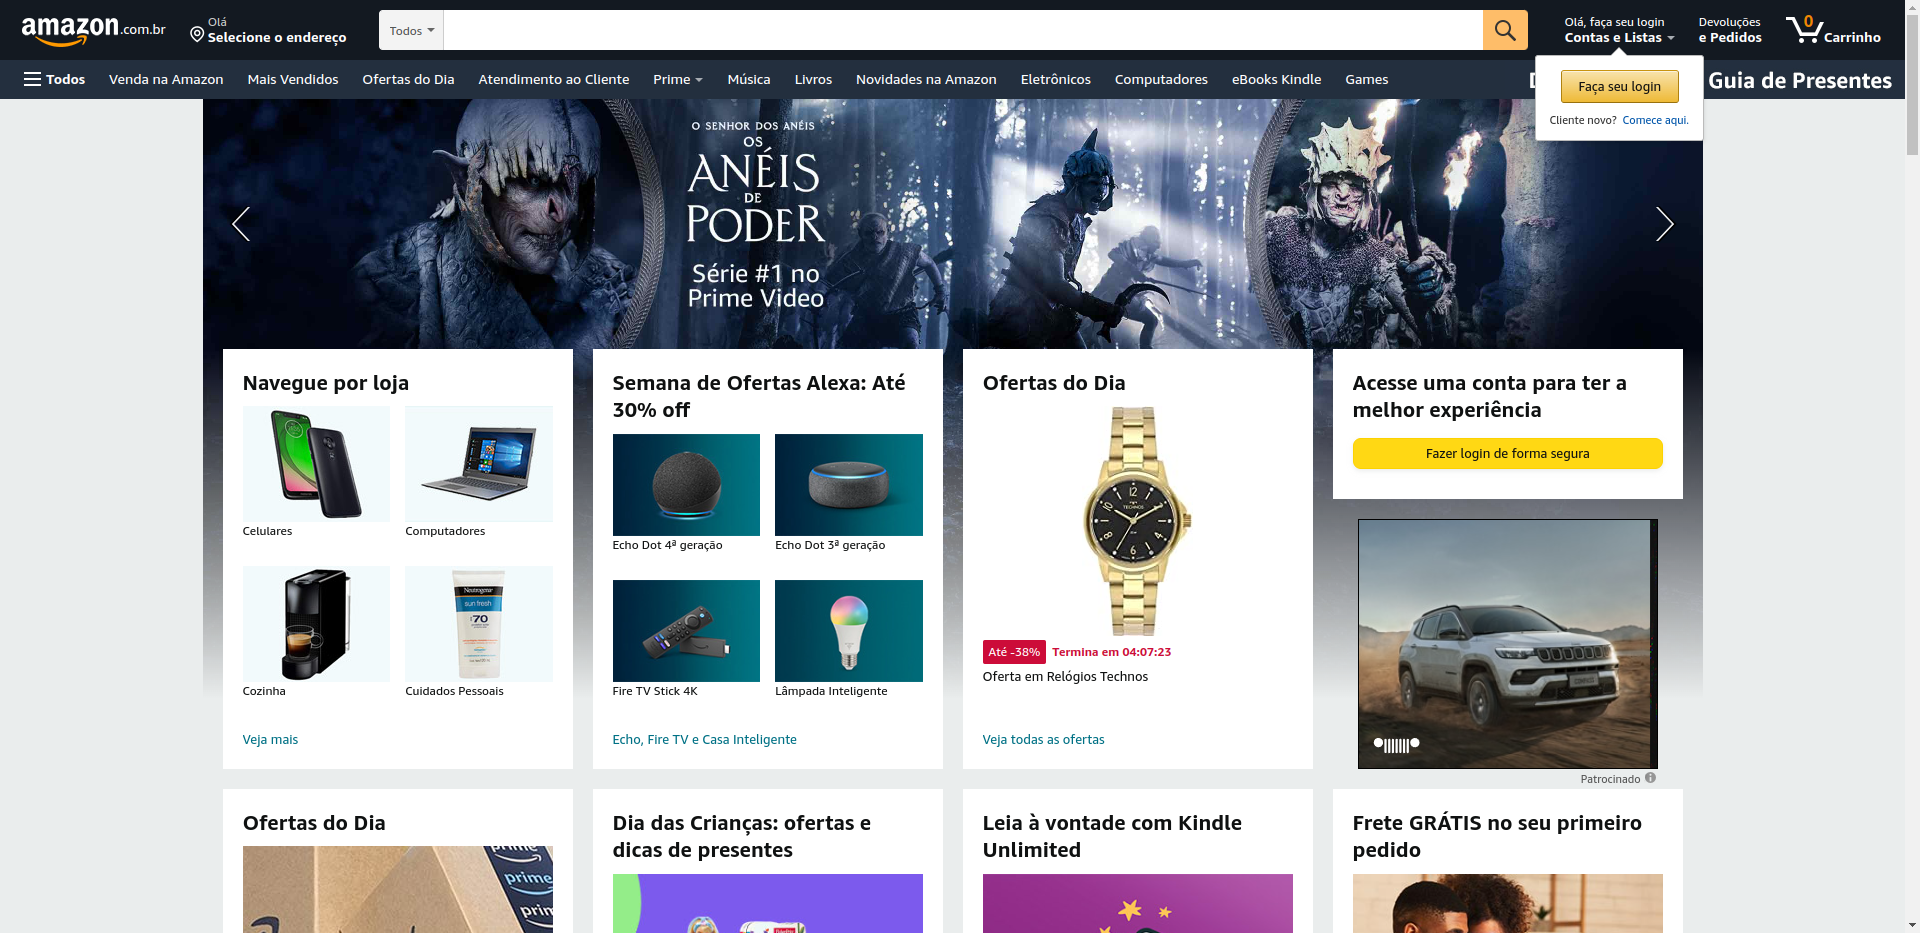 amazon.com.br
Olá
Selecione o endereço
Todos
Olá, faça seu login
Contas e Listas
Devoluções
e Pedidos
0
Carrinho
Todos
Venda na Amazon
Mais Vendidos
Ofertas do Dia
Atendimento ao Cliente
Prime
Música
Livros
Novidades na Amazon
Eletrônicos
Computadores
eBooks Kindle
Games
Guia de Presentes
Faça seu login
Cliente novo? Comece aqui.
O SENHOR DOS ANÉIS
OS
ANÉIS
DE
PODER
Série #1 no
Prime Video
Navegue por loja
Celulares
Computadores
Cozinha
Cuidados Pessoais
Veja mais
Semana de Ofertas Alexa: Até
30% off
Echo Dot 4ª geração
Echo Dot 3ª geração
Fire TV Stick 4K
Lâmpada Inteligente
Echo, Fire TV e Casa Inteligente
Ofertas do Dia
TECHNOS
Até -38%
Termina em 04:07:23
Oferta em Relógios Technos
Veja todas as ofertas
Acesse uma conta para ter a
melhor experiência
Fazer login de forma segura
Patrocinado
Ofertas do Dia
prime
Dia das Crianças: ofertas e
dicas de presentes
Leia à vontade com Kindle
Unlimited
Frete GRÁTIS no seu primeiro
pedido